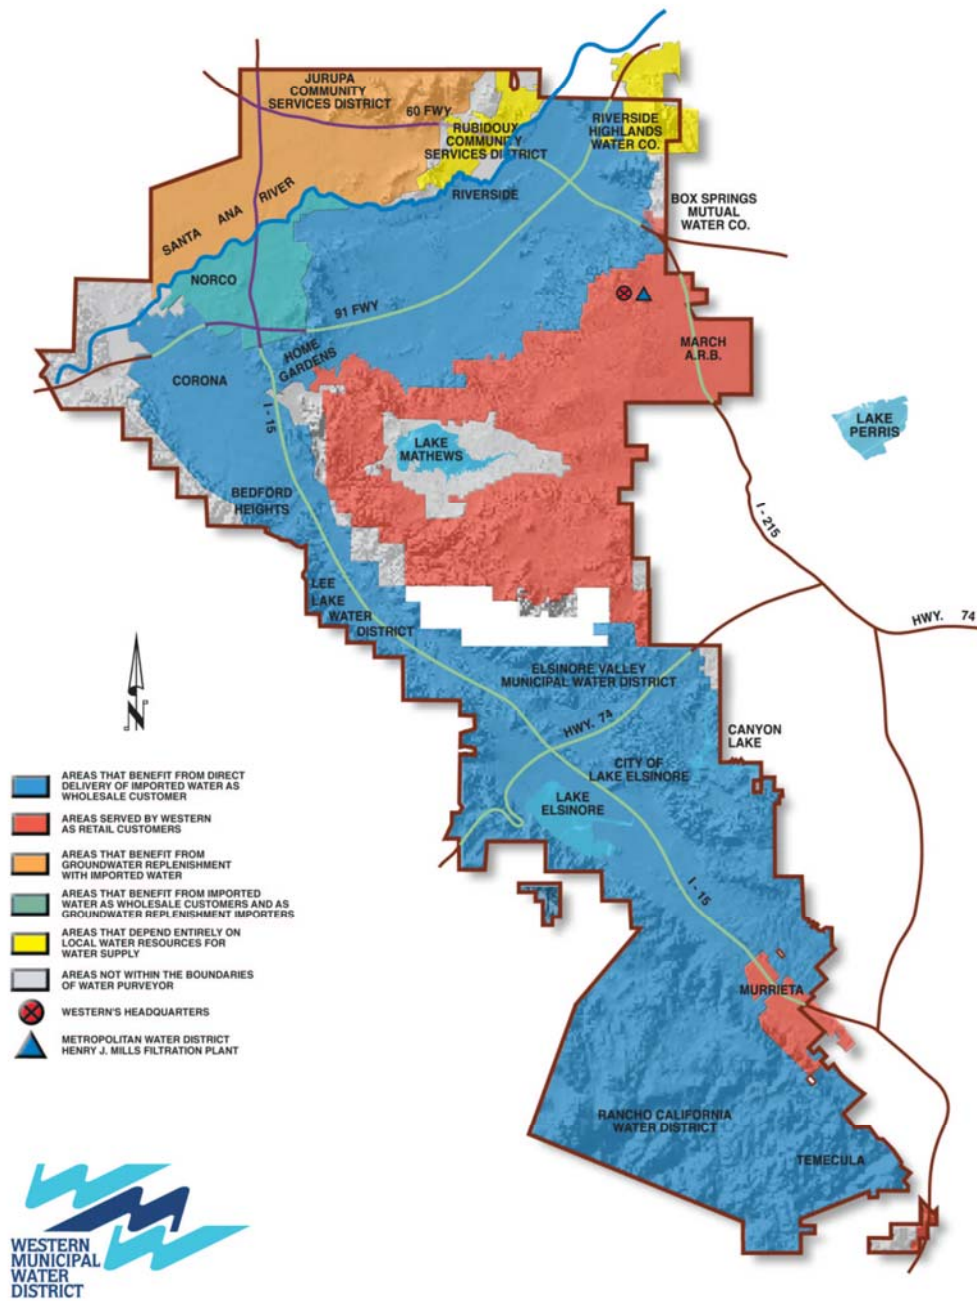 JURUPA
COMMUNITY
SERVICES DISTRICT
60 FWY
RUBIDOUX
COMMUNITY
SERVICES DISTRICT
RIVERSIDE
HIGHLANDS
WATER CO.
RIVERSIDE
SANTA ANA RIVER
BOX SPRINGS
MUTUAL
WATER CO.
NORCO
91 FWY
HOME
GARDENS
MARCH
A.R.B.
CORONA
I - 15
LAKE
PERRIS
LAKE
MATHEWS
BEDFORD
HEIGHTS
I - 215
LEE
LAKE
WATER
DISTRICT
HWY. 74
ELSINORE VALLEY
MUNICIPAL WATER DISTRICT
HWY. 74
CANYON
LAKE
CITY OF
LAKE ELSINORE
LAKE
ELSINORE
I - 15
MURRIETA
RANCHO CALIFORNIA
WATER DISTRICT
TEMECULA
N
AREAS THAT BENEFIT FROM DIRECT
DELIVERY OF IMPORTED WATER AS
WHOLESALE CUSTOMER
AREAS SERVED BY WESTERN
AS RETAIL CUSTOMERS
AREAS THAT BENEFIT FROM
GROUNDWATER REPLENISHMENT
WITH IMPORTED WATER
AREAS THAT BENEFIT FROM IMPORTED
WATER AS WHOLESALE CUSTOMERS AND AS
GROUNDWATER REPLENISHMENT IMPORTERS
AREAS THAT DEPEND ENTIRELY ON
LOCAL WATER RESOURCES FOR
WATER SUPPLY
AREAS NOT WITHIN THE BOUNDARIES
OF WATER PURVEYOR
WESTERN'S HEADQUARTERS
METROPOLITAN WATER DISTRICT
HENRY J. MILLS FILTRATION PLANT
WESTERN
MUNICIPAL
WATER
DISTRICT